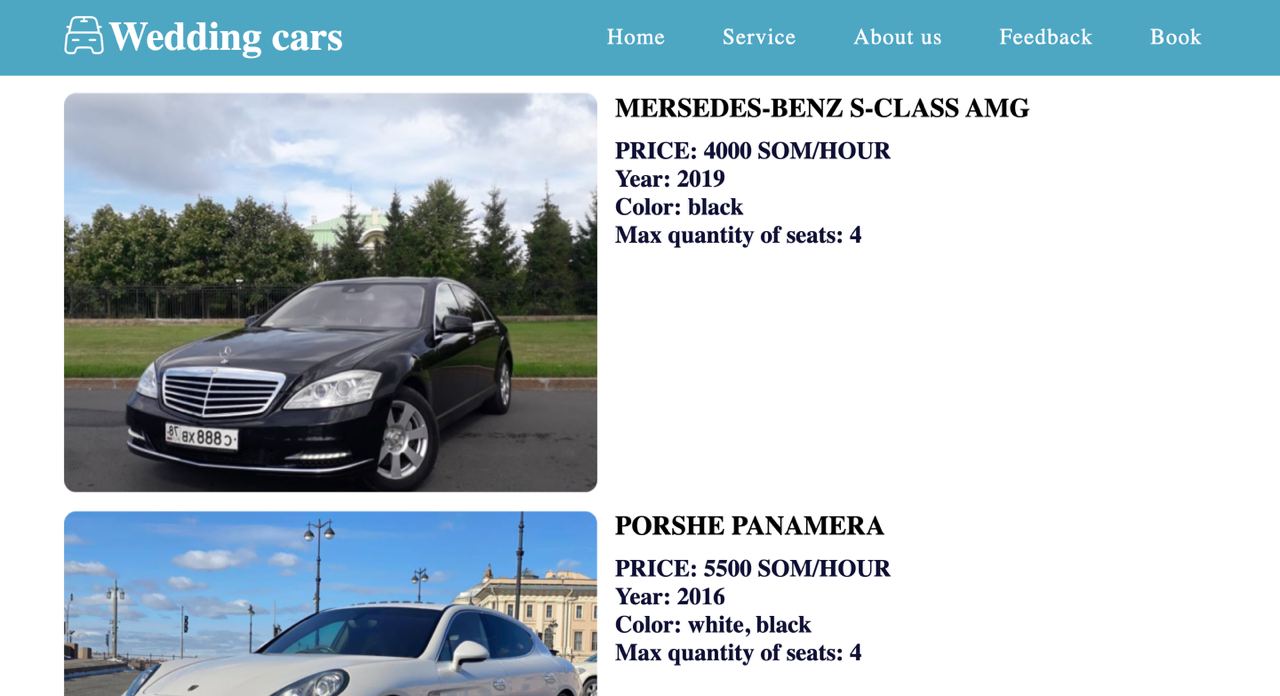 Wedding cars
Home Service About us Feedback Book
MERSEDES-BENZ S-CLASS AMG
PRICE: 4000 SOM/HOUR
Year: 2019
Color: black
Max quantity of seats: 4
PORSHE PANAMERA
PRICE: 5500 SOM/HOUR
Year: 2016
Color: white, black
Max quantity of seats: 4